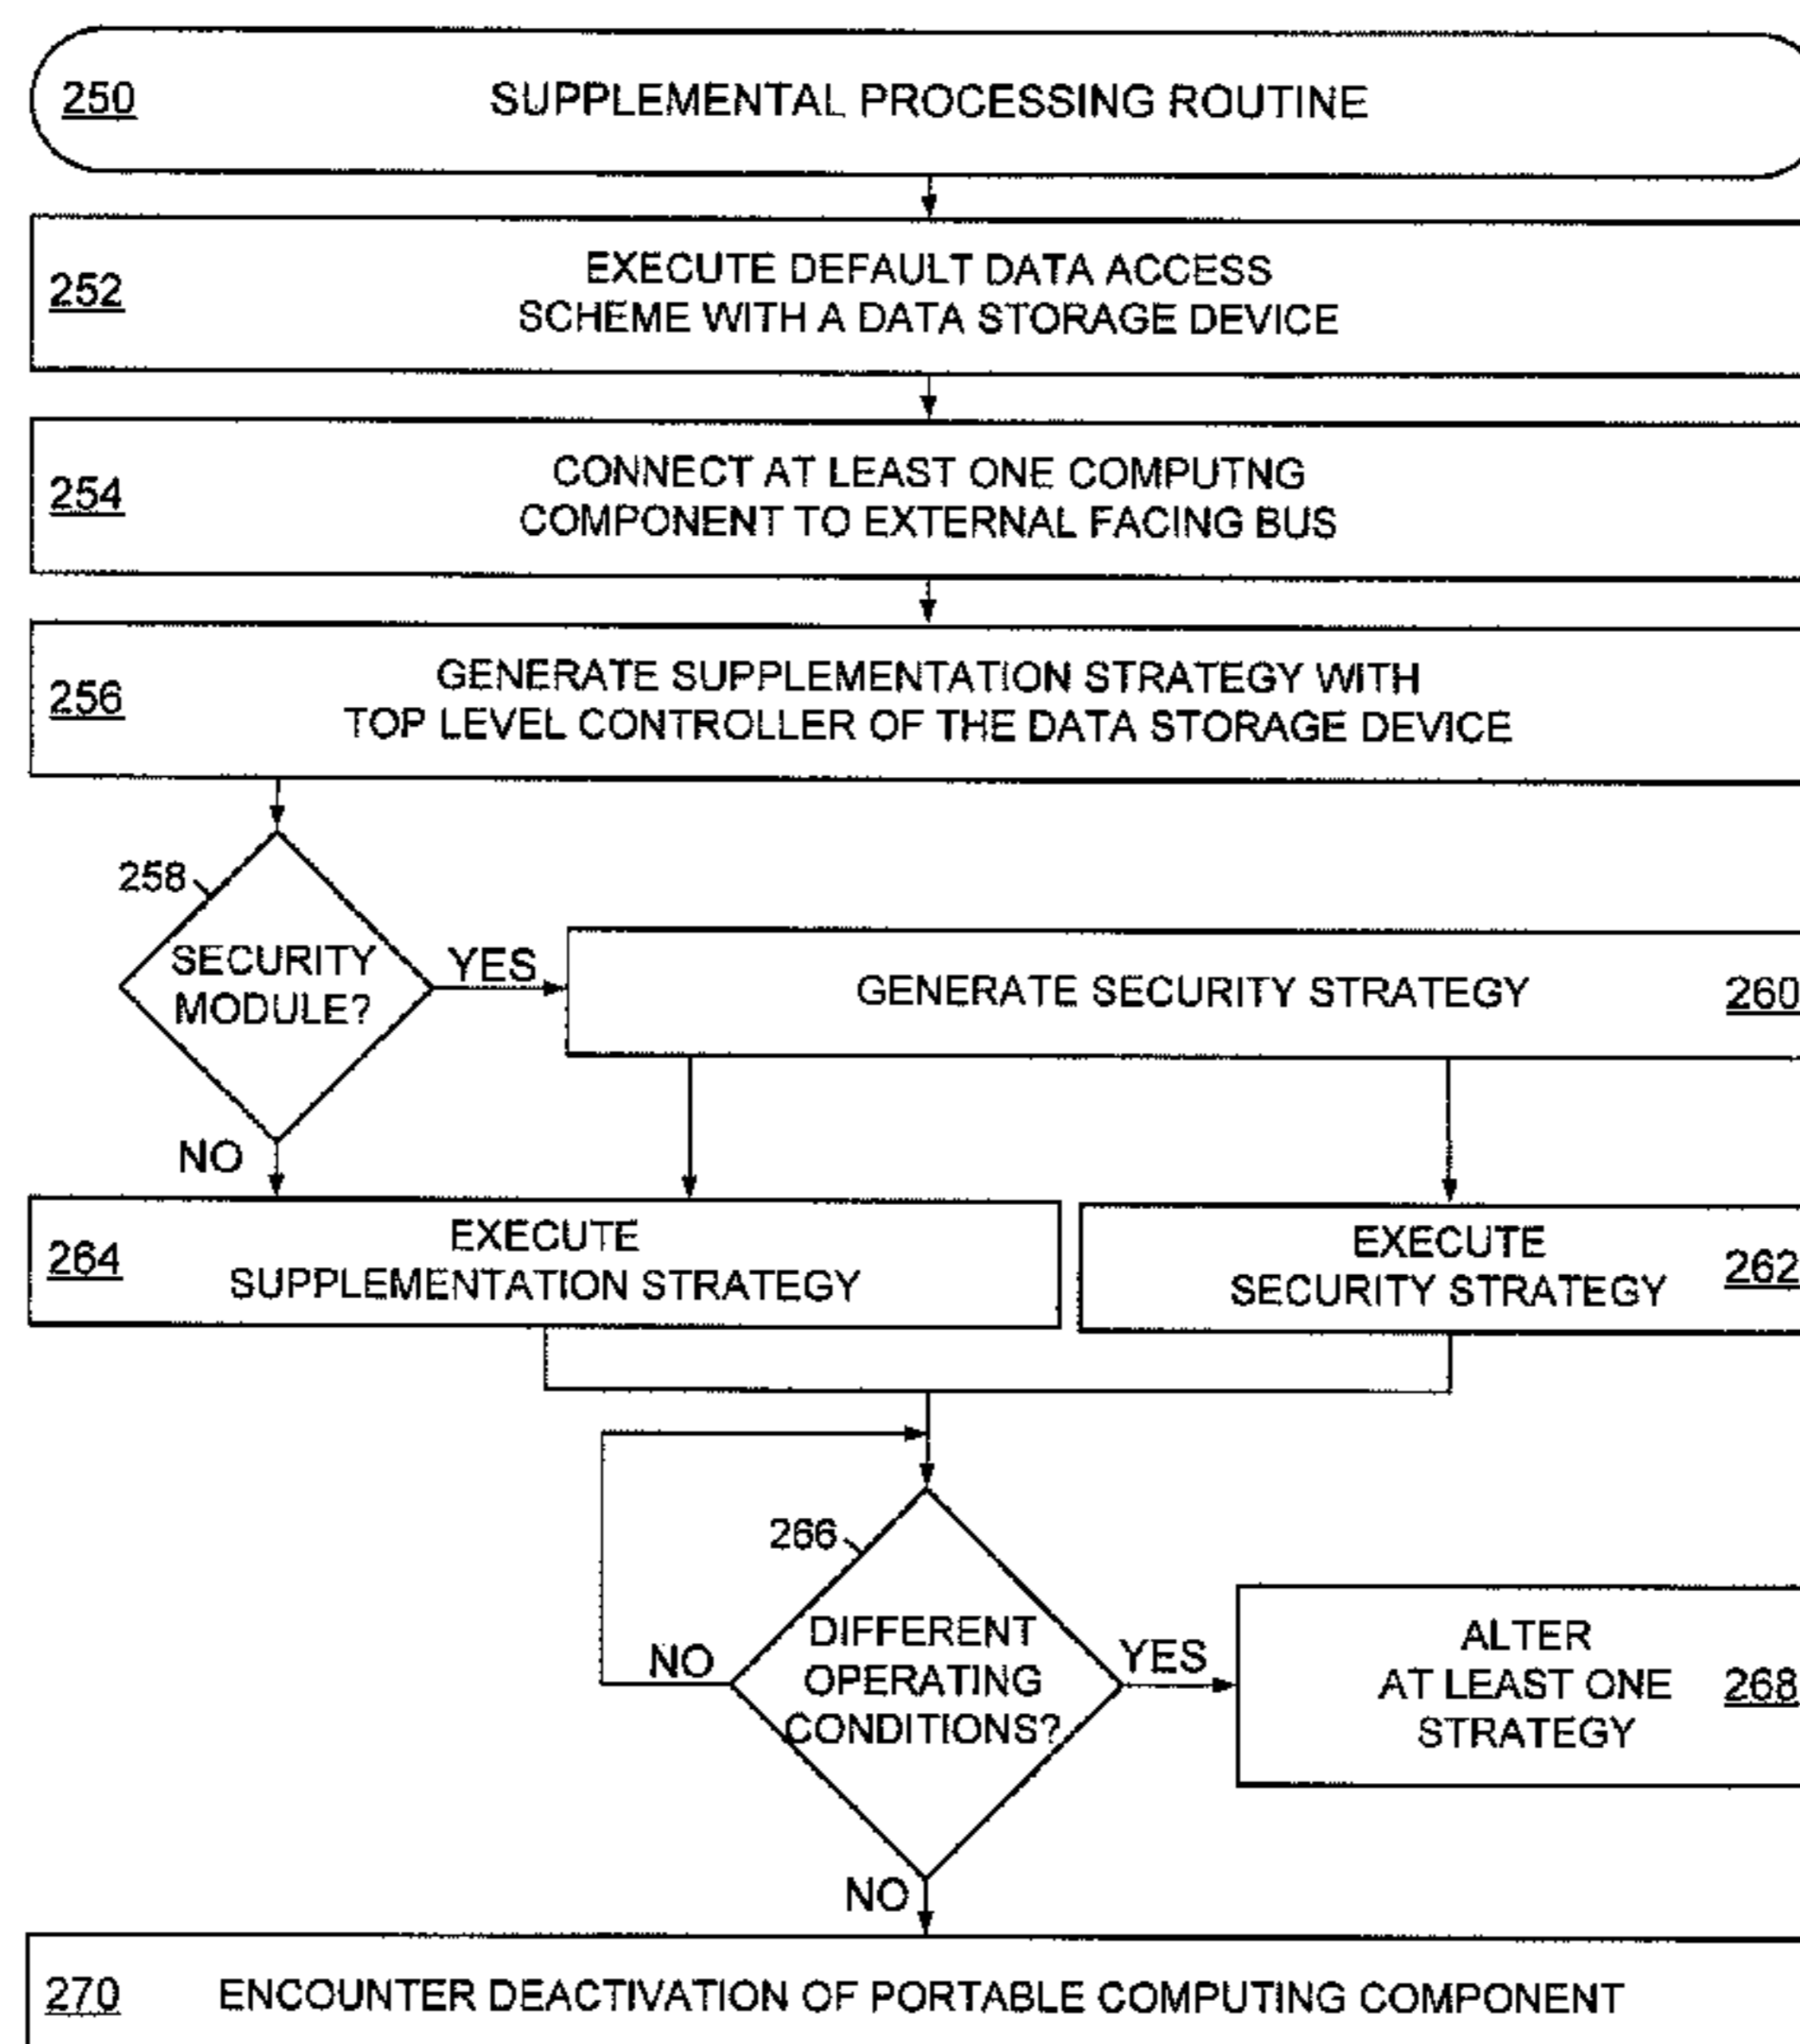 250 SUPPLEMENTAL PROCESSING ROUTINE
EXECUTE DEFAULT DATA ACCESS
252 SCHEME WITH A DATA STORAGE DEVICE
CONNECT AT LEAST ONE COMPUTNG
254 COMPONENT TO EXTERNAL FACING BUS
GENERATE SUPPLEMENTATION STRATEGY WITH
256 TOP LEVEL CONTROLLER OF THE DATA STORAGE DEVICE
258
SECURITY
MODULE?
YES
GENERATE SECURITY STRATEGY 260
NO
264 EXECUTE
SUPPLEMENTATION STRATEGY
EXECUTE
SECURITY STRATEGY 262
266
DIFFERENT
OPERATING
CONDITIONS?
NO
YES
ALTER
AT LEAST ONE 268
STRATEGY
NO
270 ENCOUNTER DEACTIVATION OF PORTABLE COMPUTING COMPONENT